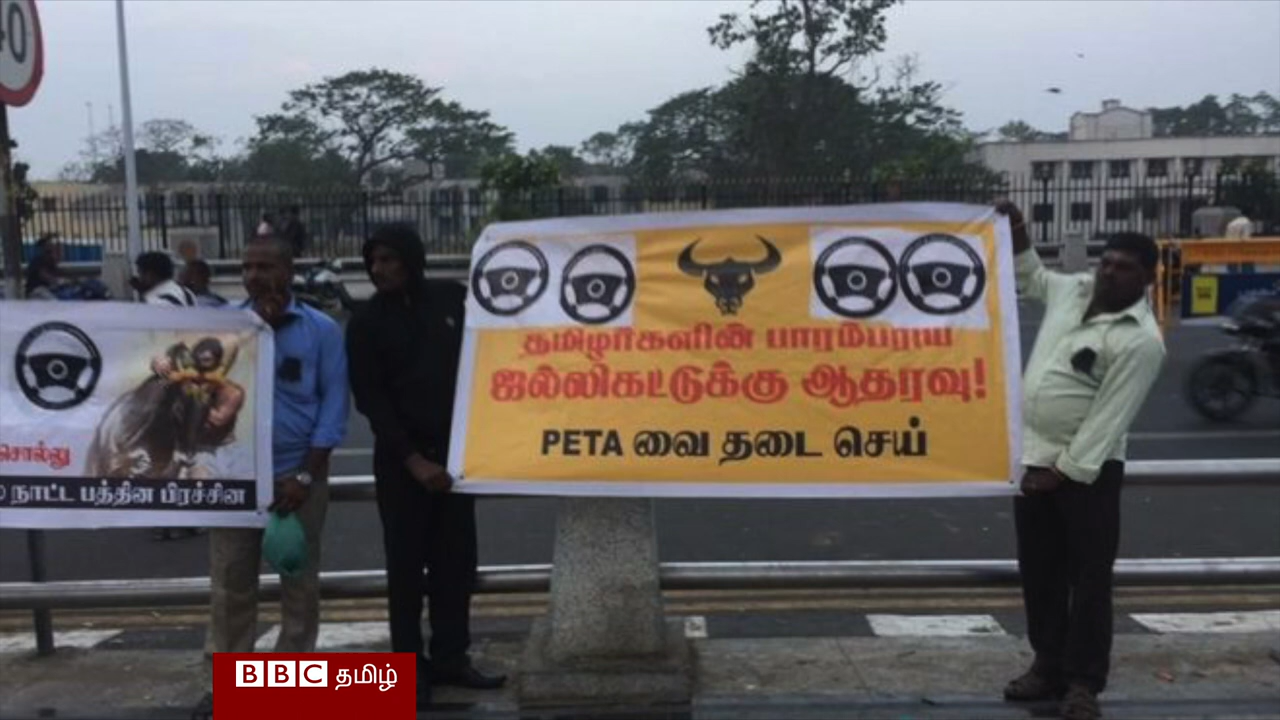 40
தமிழர்களின் பாரம்பரிய
ஜல்லிகட்டுக்கு ஆதரவு!
PETA வை தடை செய்
சொல்லு
நாட்ட பத்தின பிரச்சின
BBC தமிழ்